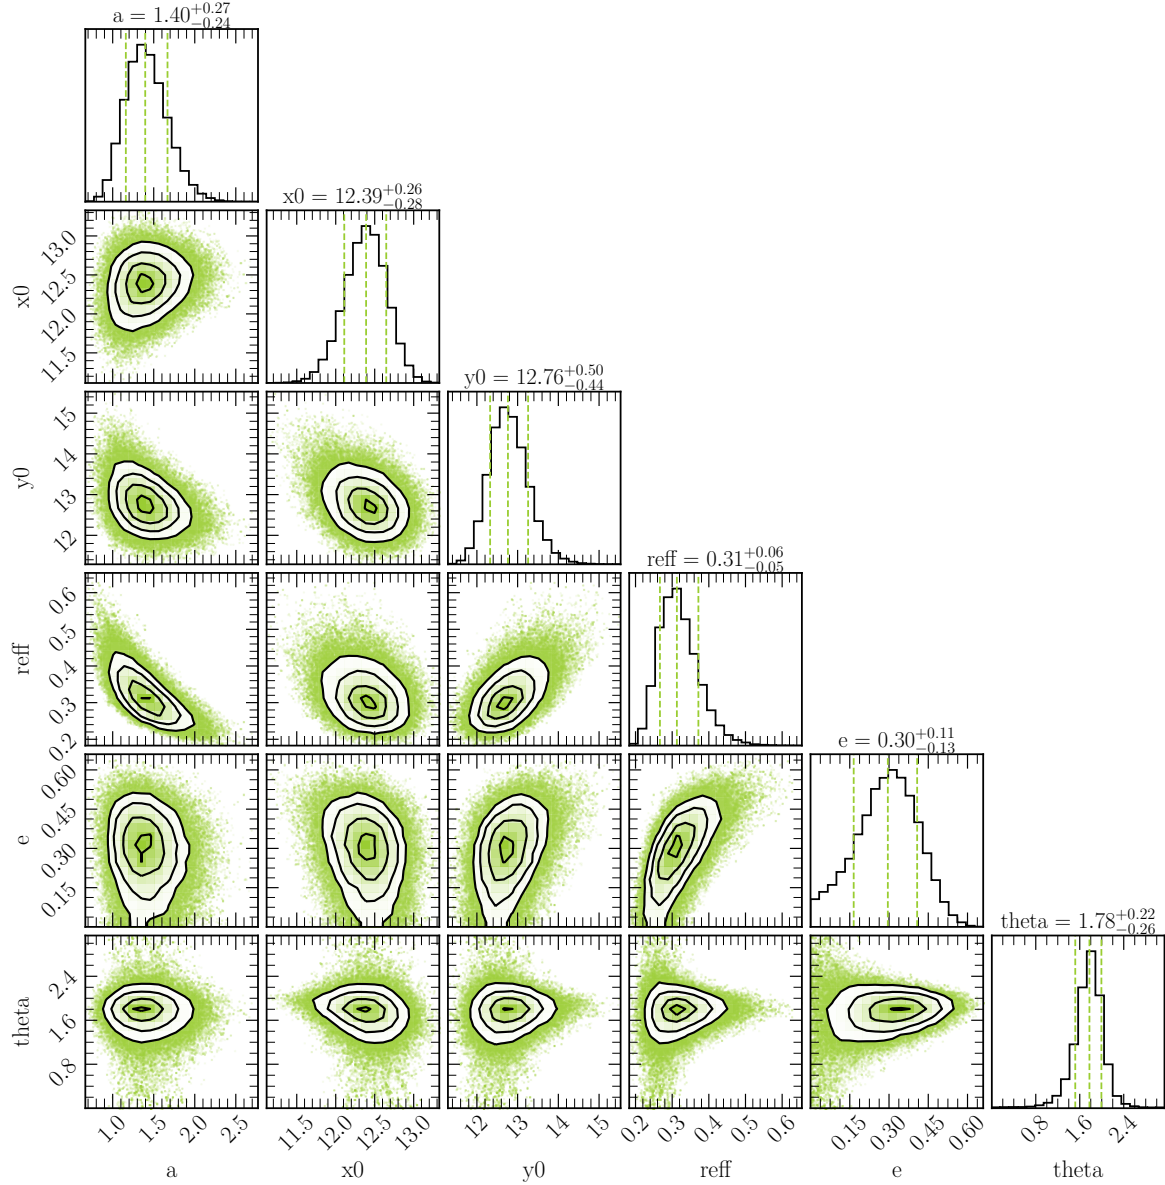 a = 1.40+0.27−0.24
x0 = 12.39+0.26−0.28
13.0
12.5
12.0
11.5
x0
y0 = 12.76+0.50−0.44
15
14
13
12
y0
reff = 0.31+0.06−0.05
0.6
0.5
0.4
0.3
0.2
reff
e = 0.30+0.11−0.13
0.60
0.45
0.30
0.15
e
theta = 1.78+0.22−0.26
2.4
1.6
0.8
theta
1.0 1.5 2.0 2.5 11.5 12.0 12.5 13.0 12 13 14 15 0.2 0.3 0.4 0.5 0.6 0.15 0.30 0.45 0.60 0.8 1.6 2.4
a x0 y0 reff e theta